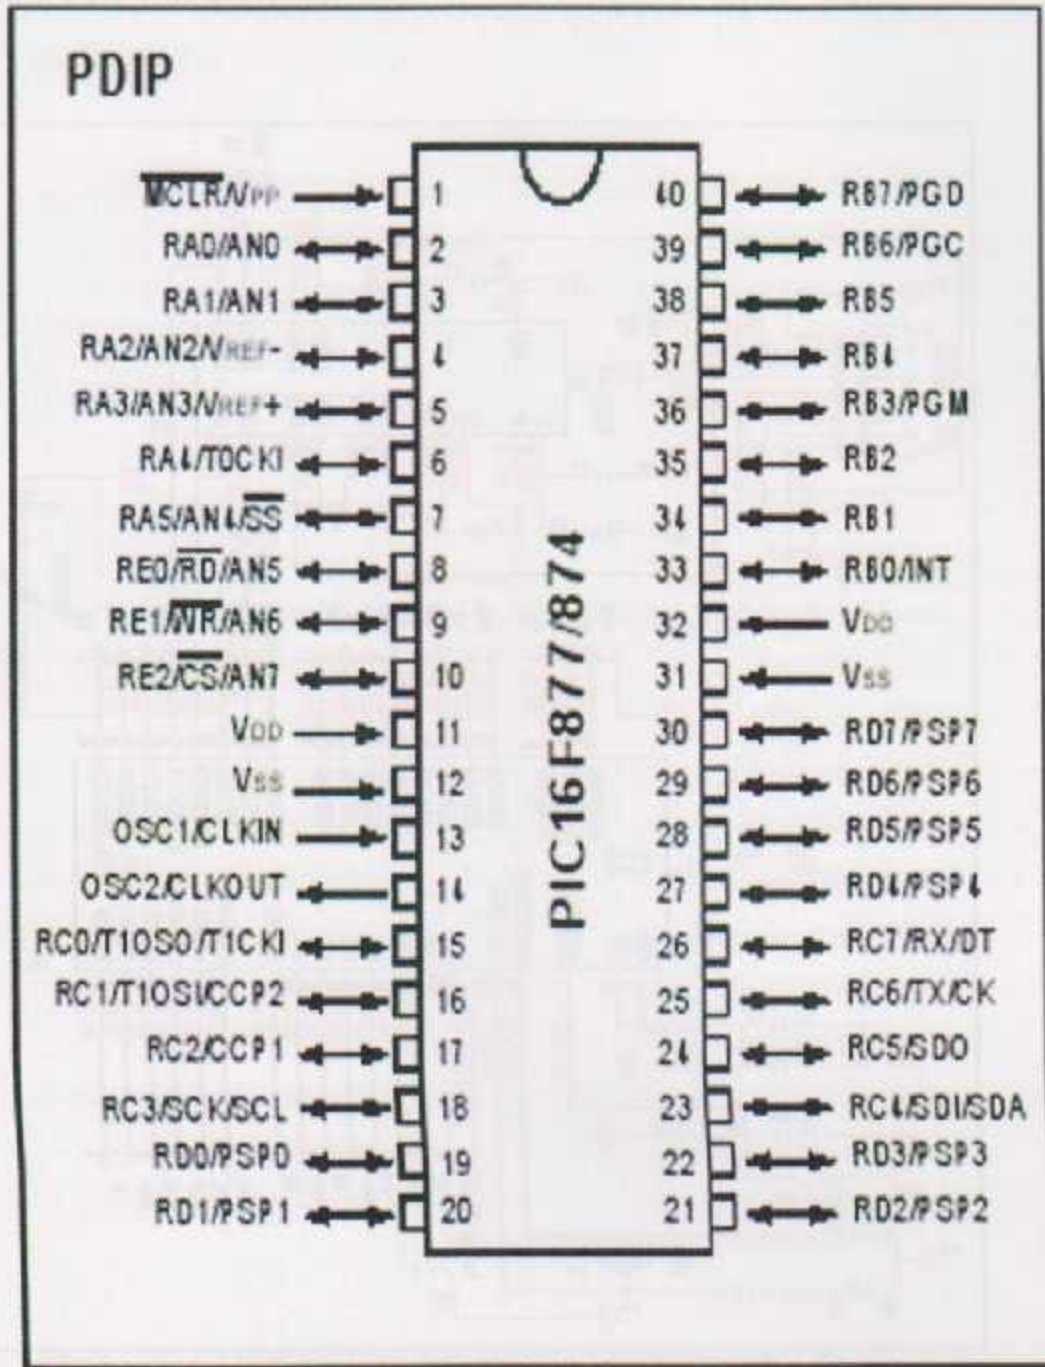 PDIP
MCLR/VPP 1 40 RB7/PGD
RA0/AN0 2 39 RB6/PGC
RA1/AN1 3 38 RB5
RA2/AN2/VREF- 4 37 RB4
RA3/AN3/VREF+ 5 36 RB3/PGM
RA4/T0CKI 6 35 RB2
RA5/AN4/SS 7 34 RB1
RE0/RD/AN5 8 33 RB0/INT
RE1/WR/AN6 9 32 VDD
RE2/CS/AN7 10 31 VSS
VDD 11 30 RD7/PSP7
VSS 12 29 RD6/PSP6
OSC1/CLKIN 13 28 RD5/PSP5
OSC2/CLKOUT 14 27 RD4/PSP4
RC0/T1OSO/T1CKI 15 26 RC7/RX/DT
RC1/T1OSI/CCP2 16 25 RC6/TX/CK
RC2/CCP1 17 24 RC5/SDO
RC3/SCK/SCL 18 23 RC4/SDI/SDA
RD0/PSP0 19 22 RD3/PSP3
RD1/PSP1 20 21 RD2/PSP2
PIC16F877/874